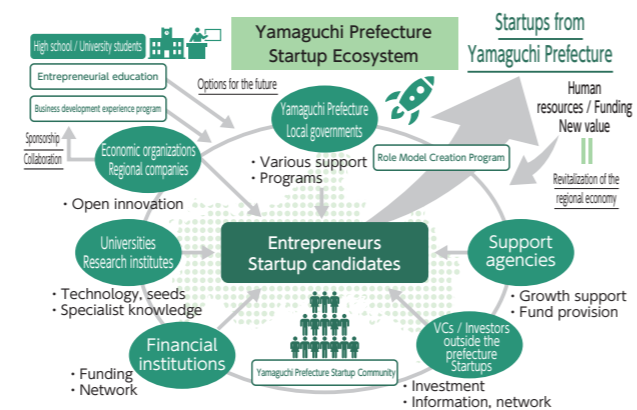 Yamaguchi Prefecture
Startup Ecosystem
Startups from
Yamaguchi Prefecture
High school / University students
Entrepreneurial education
Business development experience program
Options for the future
Sponsorship
Collaboration
Economic organizations
Regional companies
・Open innovation
Yamaguchi Prefecture
Local governments
・Various support
・Programs
Role Model Creation Program
Human
resources / Funding
New value
Revitalization of the
regional economy
Universities
Research institutes
・Technology, seeds
・Specialist knowledge
Entrepreneurs
Startup candidates
Support
agencies
・Growth support
・Fund provision
Financial
institutions
・Funding
・Network
Yamaguchi Prefecture Startup Community
VCs / Investors
outside the
prefecture
Startups
・Investment
・Information, network